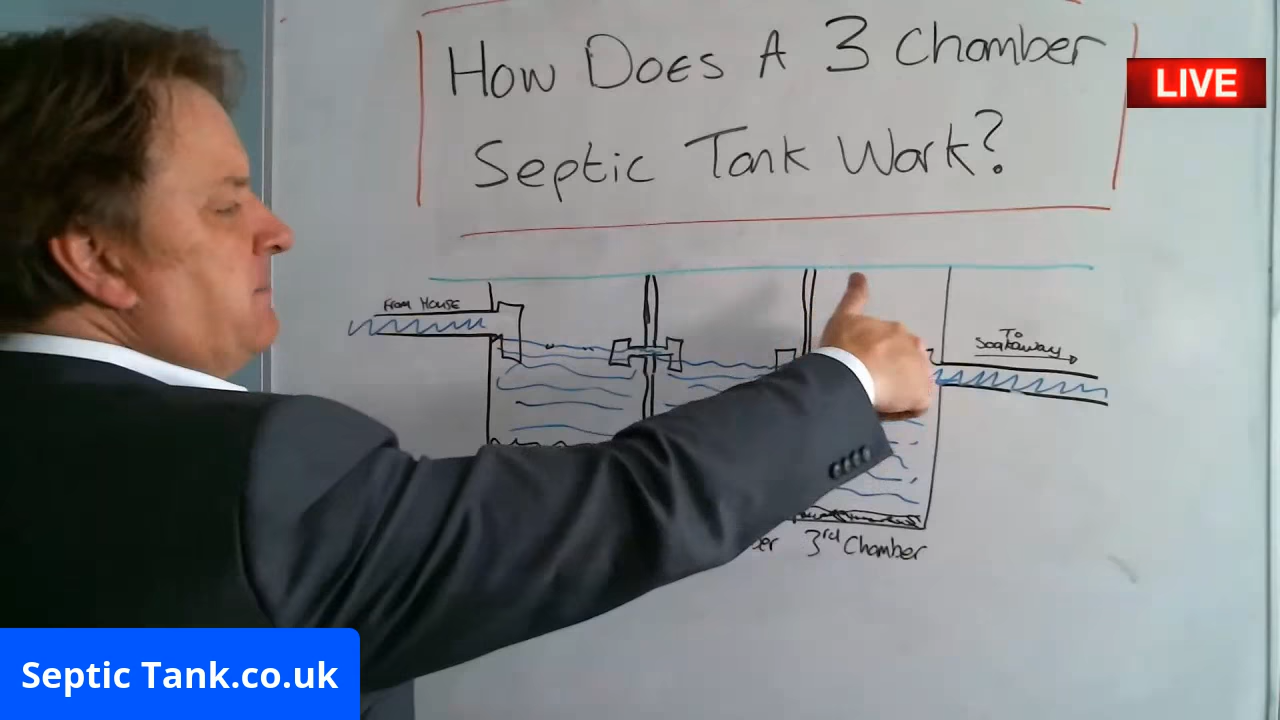 How Does A 3 Chamber
LIVE
Septic Tank Work?
From House
To
Soakaway
3rd Chamber
Septic Tank.co.uk